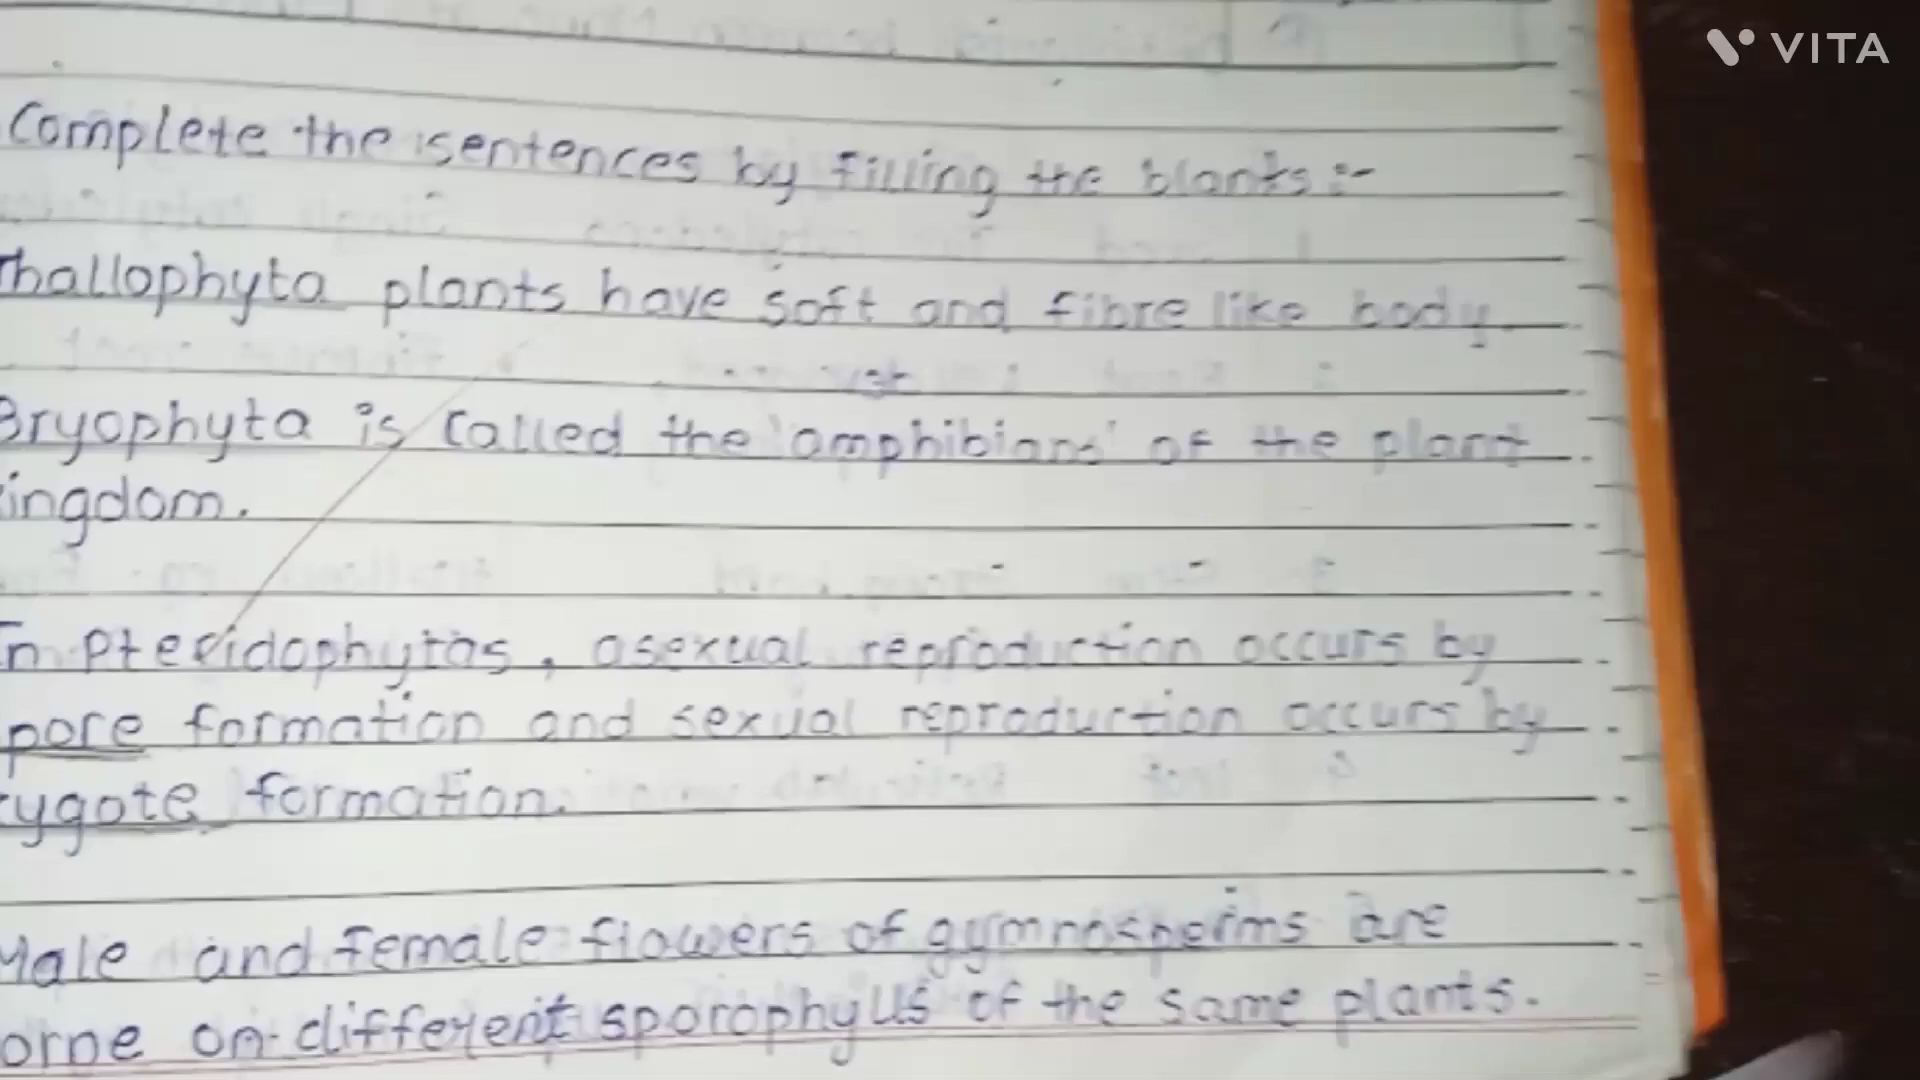 VITA
Complete the sentences by filling the blanks:-
Thallophyta plants have soft and fibre like body
Bryophyta is called the 'amphibians' of the plant
ingdom.
In Pteridophytas, asexual reproduction occurs by
pore formation and sexual reproduction occurs by
zygote formation.
Male and female flowers of gymnosperms are
orne on different sporophylls of the same plants.